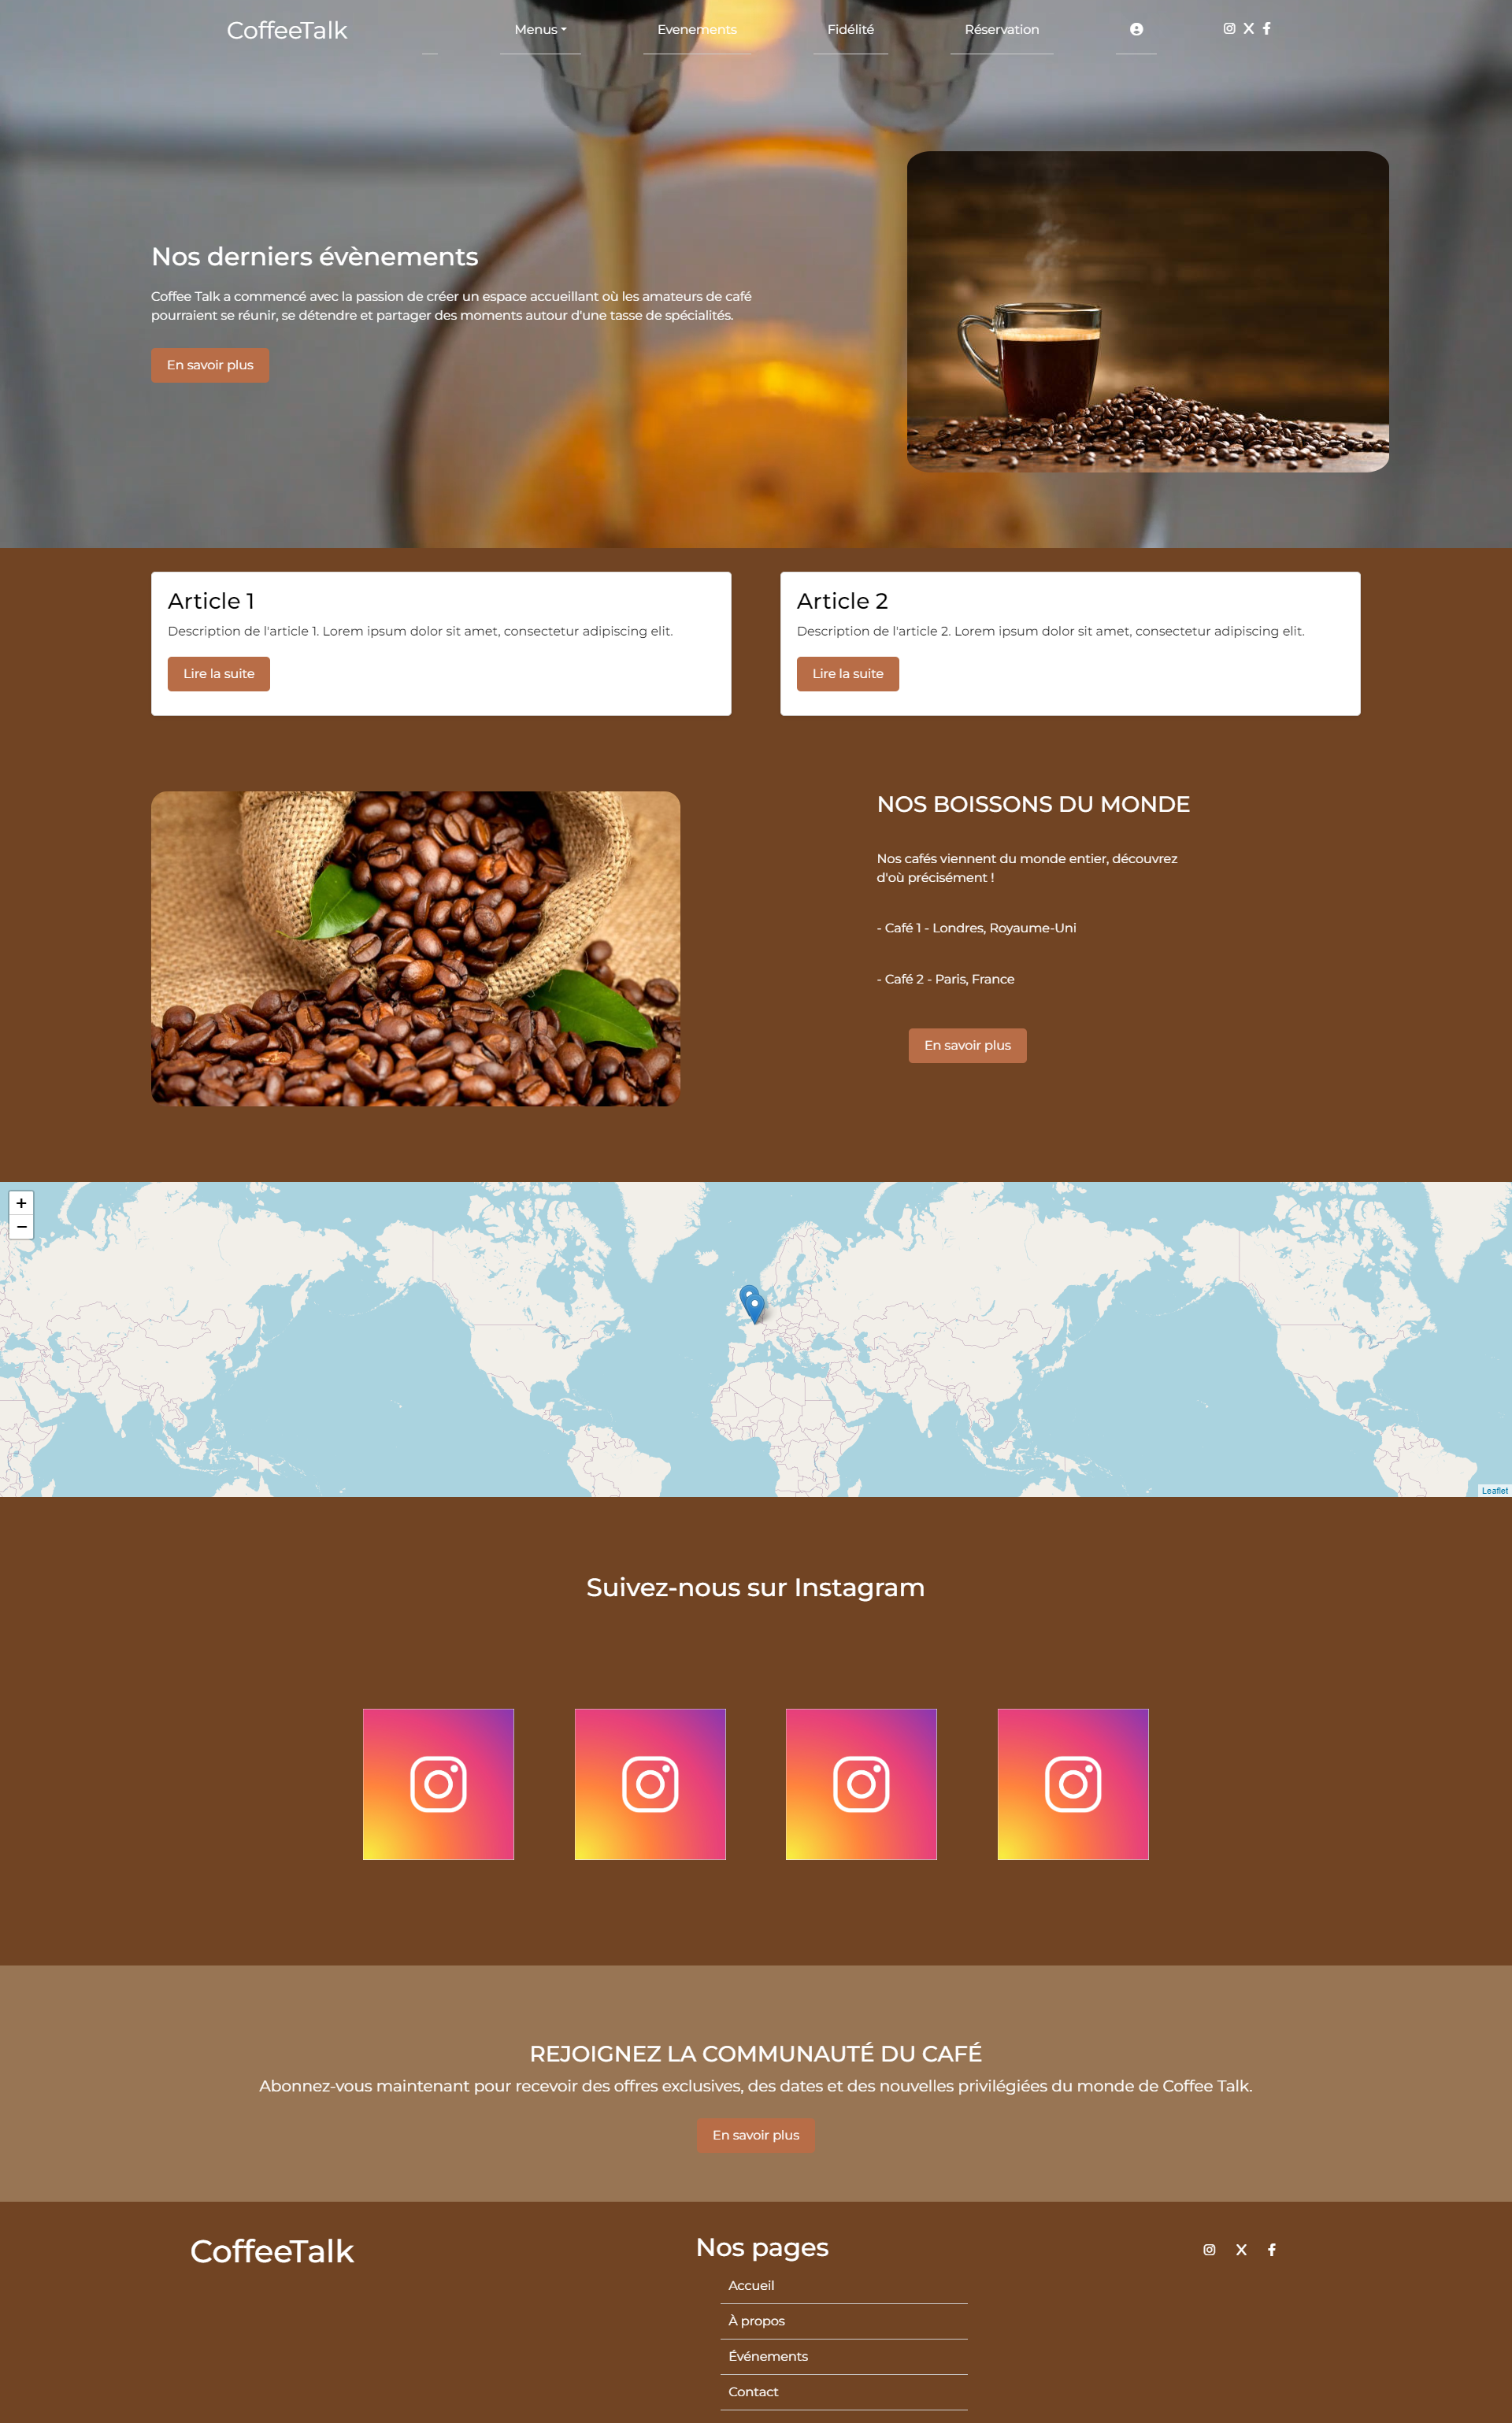 CoffeeTalk
Menus
Evenements
Fidélité
Réservation
Nos derniers évènements
Coffee Talk a commencé avec la passion de créer un espace accueillant où les amateurs de café
pourraient se réunir, se détendre et partager des moments autour d'une tasse de spécialités.
En savoir plus
Article 1
Description de l'article 1. Lorem ipsum dolor sit amet, consectetur adipiscing elit.
Lire la suite
Article 2
Description de l'article 2. Lorem ipsum dolor sit amet, consectetur adipiscing elit.
Lire la suite
NOS BOISSONS DU MONDE
Nos cafés viennent du monde entier, découvrez
d'où précisément !
- Café 1 - Londres, Royaume-Uni
- Café 2 - Paris, France
En savoir plus
+
−
Leaflet
Suivez-nous sur Instagram
REJOIGNEZ LA COMMUNAUTÉ DU CAFÉ
Abonnez-vous maintenant pour recevoir des offres exclusives, des dates et des nouvelles privilégiées du monde de Coffee Talk.
En savoir plus
CoffeeTalk
Nos pages
Accueil
À propos
Événements
Contact